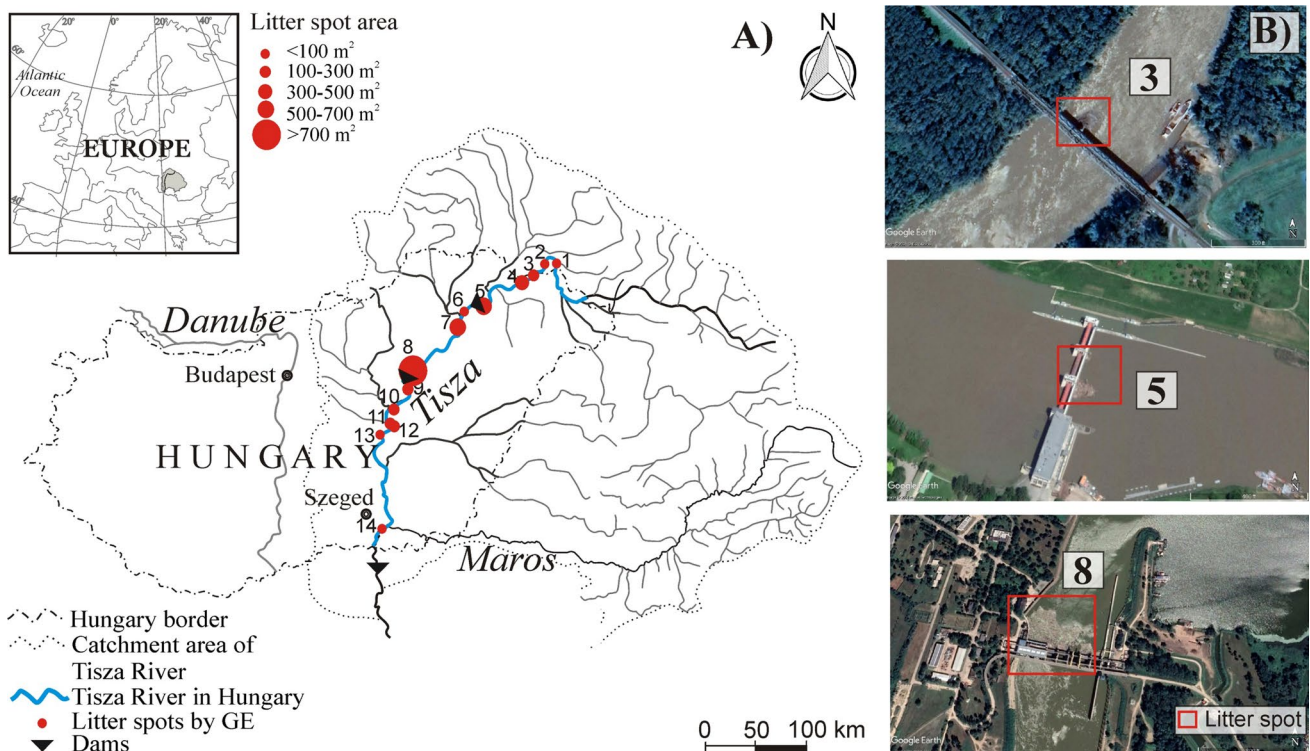 20° 0° 20° 40°
60°
40°
Atlantic
Ocean
EUROPE
Litter spot area
<100 m²
100-300 m²
300-500 m²
500-700 m²
>700 m²
A)
N
1
2
3
4
5
6
7
8
9
10
11
12
13
14
Danube
Budapest
Tisza
HUNGARY
Szeged
Maros
Hungary border
Catchment area of
Tisza River
Tisza River in Hungary
Litter spots by GE
Dams
0 50 100 km
B)
3
Google Earth
N
5
Google Earth
N
8
Litter spot
Google Earth
N